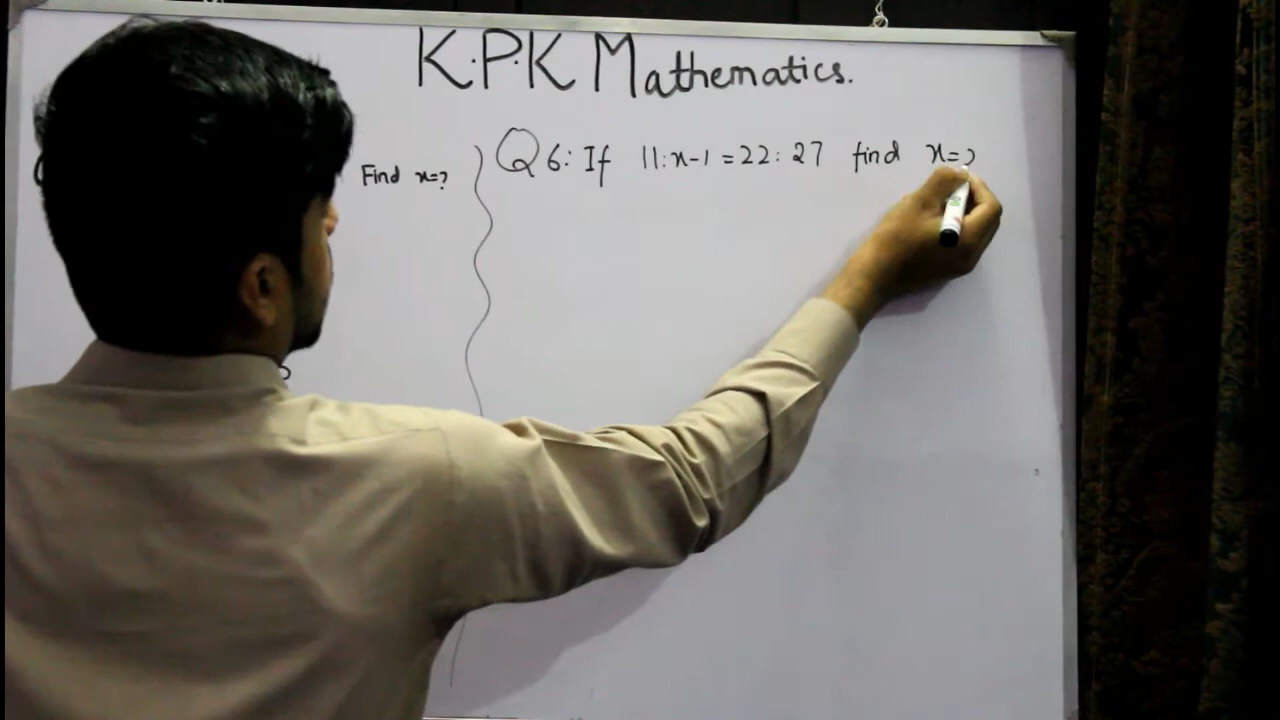 K.P.K Mathematics.
Find x=?
Q6: If 11:x-1=22:27 find x=?